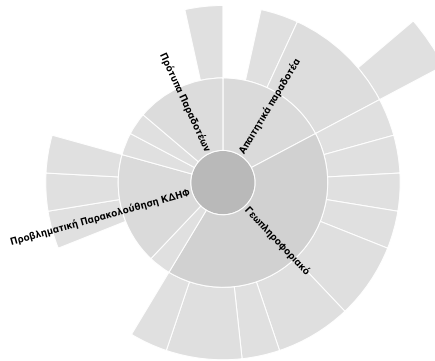 Πρότυπα Παραδοτέων
Απαιτητικά παραδοτέα
Προβληματική Παρακολούθηση ΚΔΗΦ
Γεωπληροφοριακό